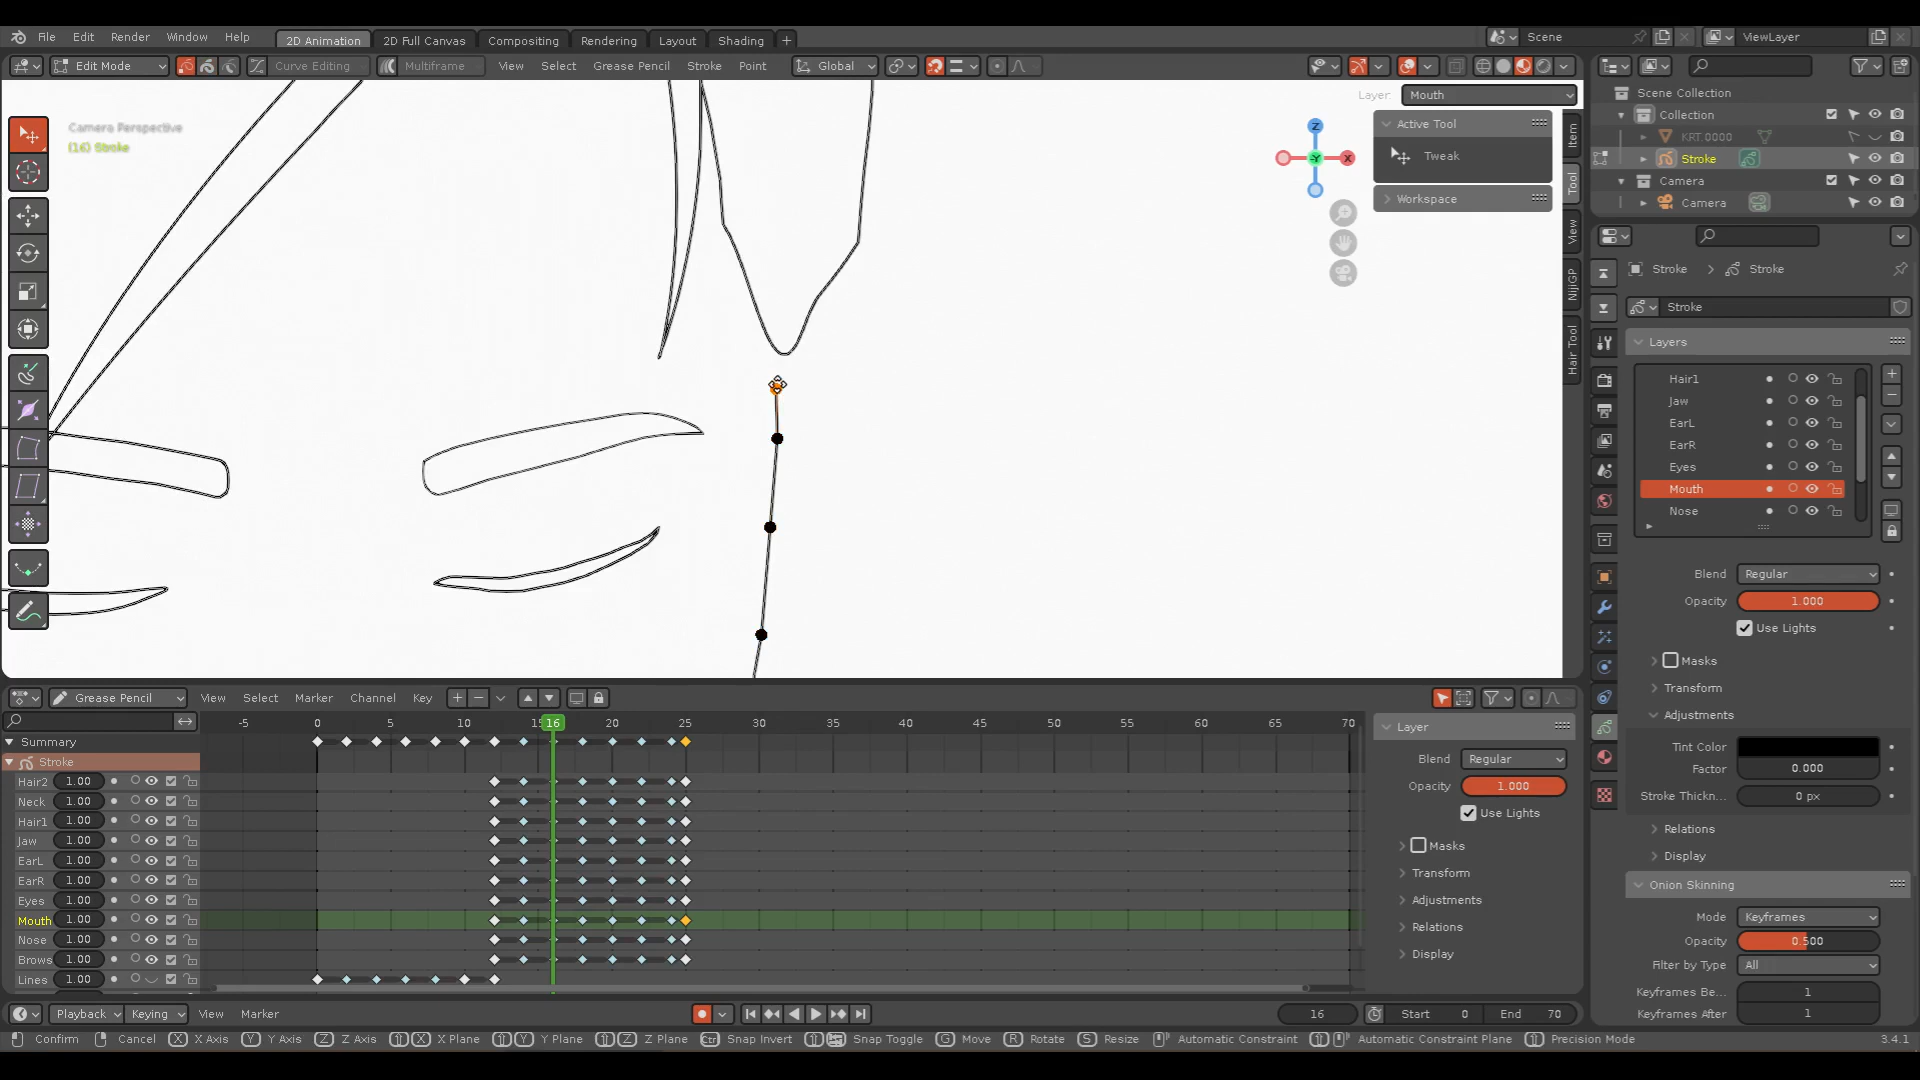 File Edit Render Window Help 2D Animation 2D Full Canvas Compositing Rendering Layout Shading + Scene ViewLayer
Edit Mode Curve Editing Multiframe View Select Grease Pencil Stroke Point Global
Layer: Mouth
Camera Perspective
(16) Stroke
Active Tool
Tweak
Workspace
Z
-Y
X
Item
Tool
View
NijiGP
Hair Tool
Scene Collection
Collection
KRT.0000
Stroke
Camera
Camera
Stroke > Stroke
Stroke
Layers
Hair1
Jaw
EarL
EarR
Eyes
Mouth
Nose
Blend Regular
Opacity 1.000
Use Lights
Masks
Transform
Adjustments
Tint Color
Factor 0.000
Stroke Thickn... 0 px
Relations
Display
Onion Skinning
Mode Keyframes
Opacity 0.500
Filter by Type All
Keyframes Be... 1
Keyframes After 1
Grease Pencil View Select Marker Channel Key
-5 0 5 10 15 16 20 25 30 35 40 45 50 55 60 65 70
Summary
Stroke
Hair2 1.00
Neck 1.00
Hair1 1.00
Jaw 1.00
EarL 1.00
EarR 1.00
Eyes 1.00
Mouth 1.00
Nose 1.00
Brows 1.00
Lines 1.00
Layer
Blend Regular
Opacity 1.000
Use Lights
Masks
Transform
Adjustments
Relations
Display
Playback Keying View Marker 16 Start 0 End 70
Confirm Cancel X X Axis Y Y Axis Z Z Axis X X Plane Y Y Plane Z Z Plane Ctrl Snap Invert Snap Toggle G Move R Rotate S Resize Automatic Constraint Automatic Constraint Plane Precision Mode 3.4.1